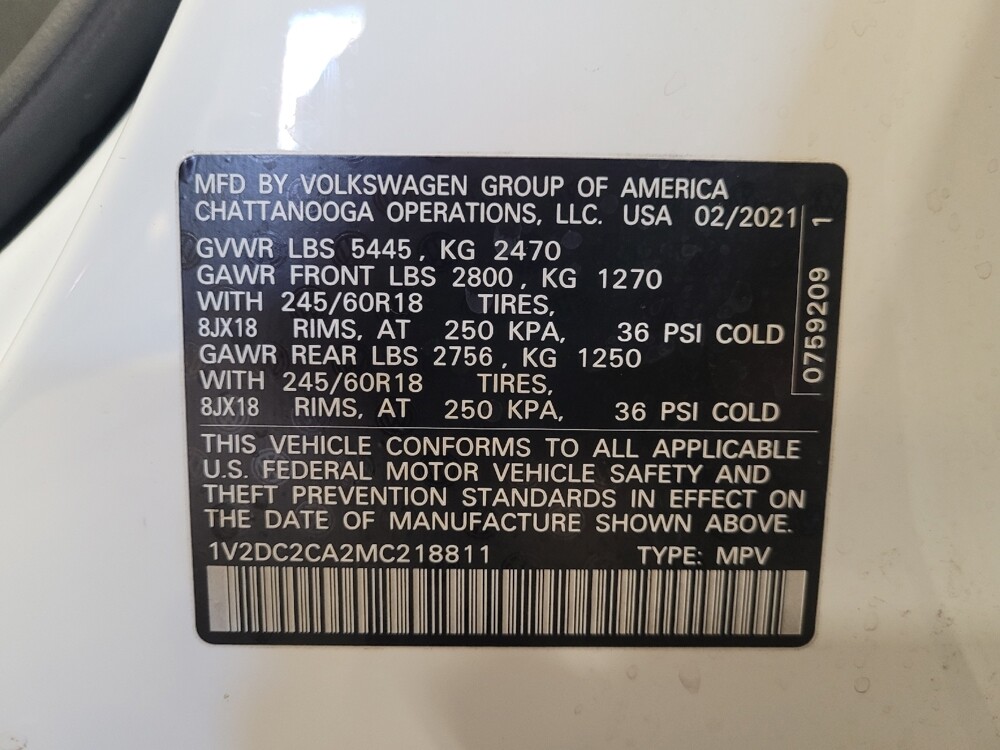 MFD BY VOLKSWAGEN GROUP OF AMERICA
CHATTANOOGA OPERATIONS, LLC. USA 02/2021
GVWR LBS 5445, KG 2470
GAWR FRONT LBS 2800, KG 1270
WITH 245/60R18 TIRES,
8JX18 RIMS, AT 250 KPA, 36 PSI COLD
GAWR REAR LBS 2756, KG 1250
WITH 245/60R18 TIRES,
8JX18 RIMS, AT 250 KPA, 36 PSI COLD
0759209 1
THIS VEHICLE CONFORMS TO ALL APPLICABLE
U.S. FEDERAL MOTOR VEHICLE SAFETY AND
THEFT PREVENTION STANDARDS IN EFFECT ON
THE DATE OF MANUFACTURE SHOWN ABOVE.
1V2DC2CA2MC218811 TYPE: MPV